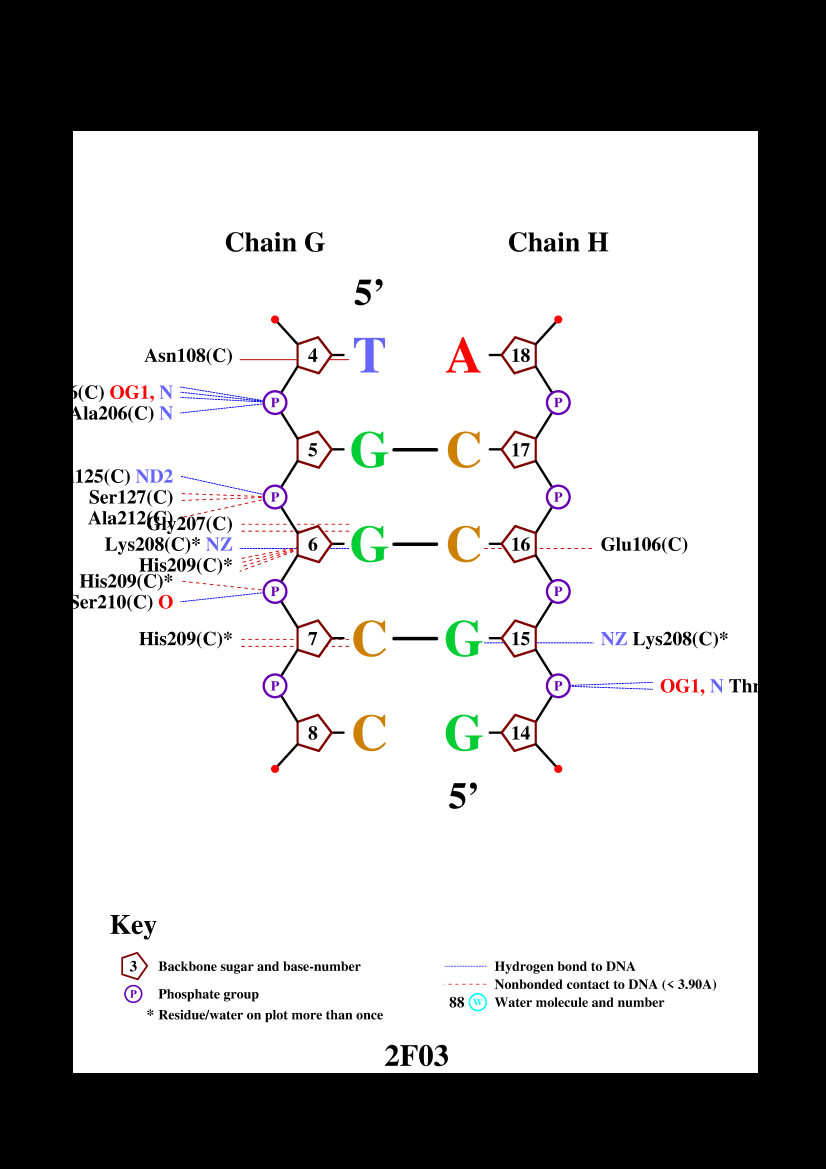 Chain G Chain H
5’
Asn108(C) 4 T A 18
(C) OG1, N P P
Ala206(C) N
5 G C 17
125(C) ND2
Ser127(C) P P
Ala212(C)
Gly207(C)
Lys208(C)* NZ 6 G C 16 Glu106(C)
His209(C)*
His209(C)* P P
Ser210(C) O
His209(C)* 7 C G 15 NZ Lys208(C)*
P P OG1, N Thr
8 C G 14
5’
Key
3 Backbone sugar and base-number
P Phosphate group
* Residue/water on plot more than once
Hydrogen bond to DNA
Nonbonded contact to DNA (< 3.90A)
88 W Water molecule and number
2F03